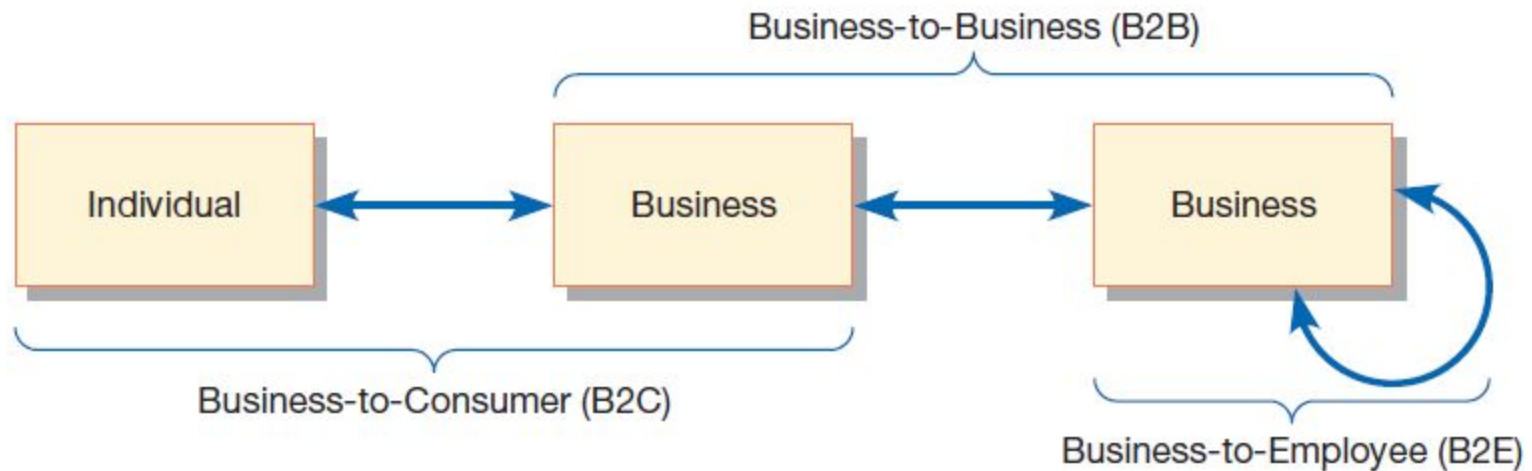 Business-to-Business (B2B)
Individual
Business
Business
Business-to-Consumer (B2C)
Business-to-Employee (B2E)